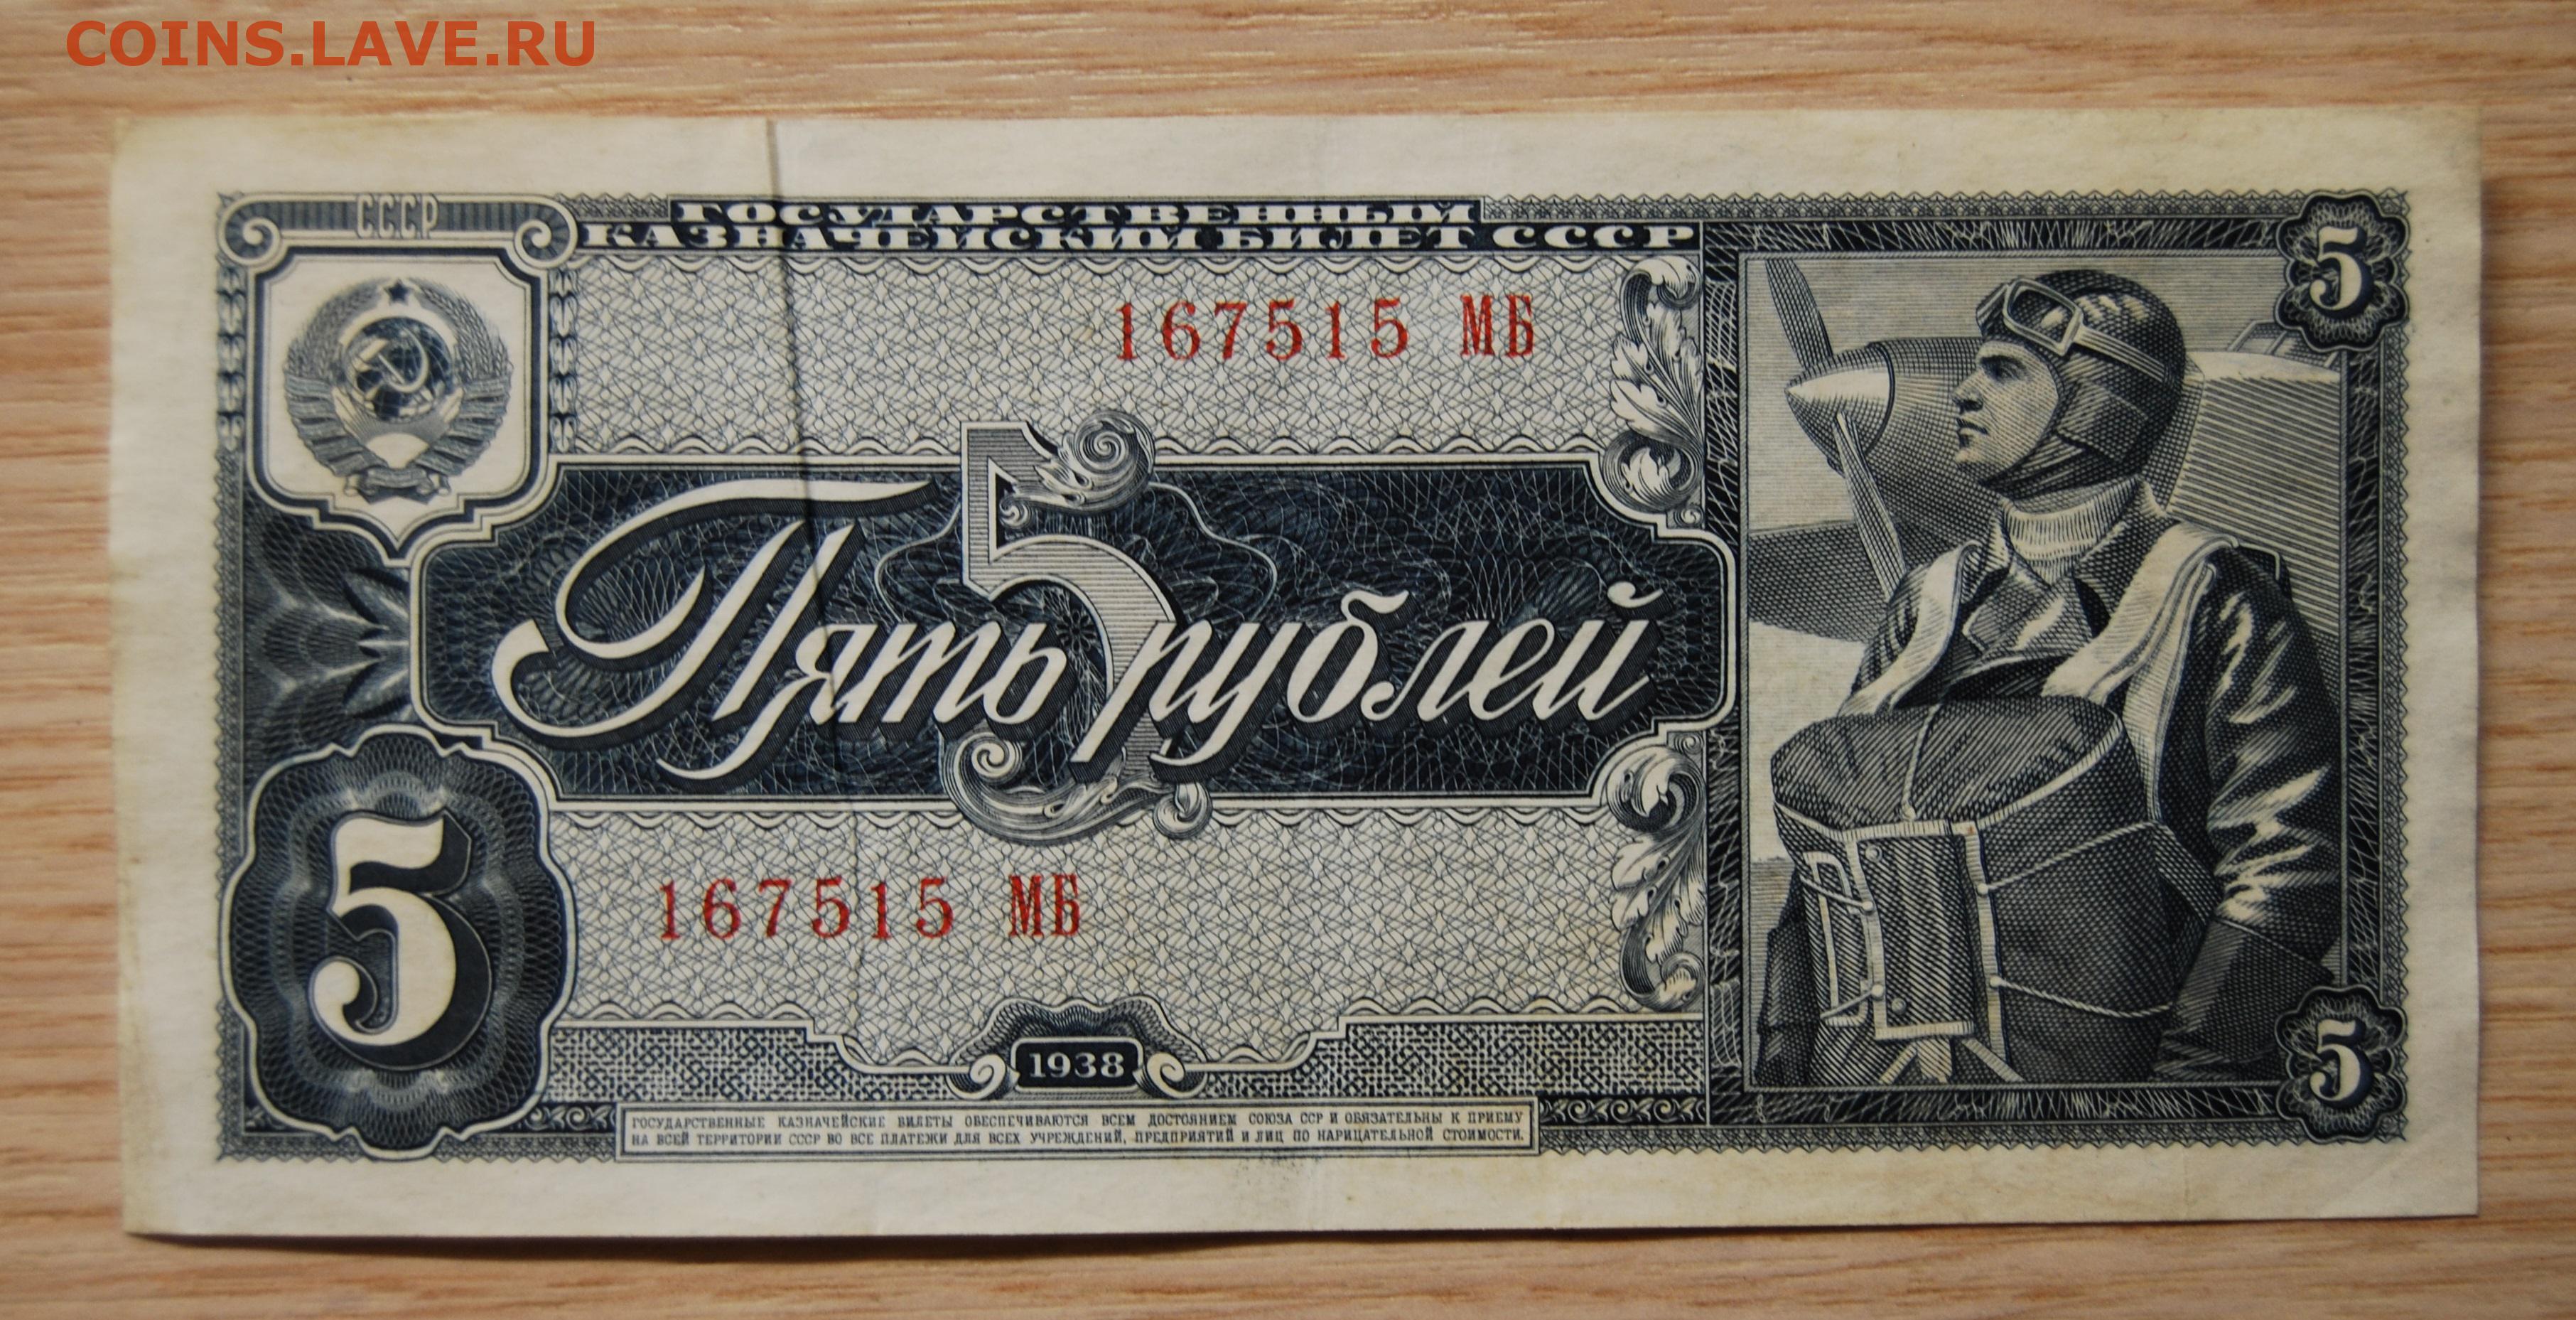 COINS.LAVE.RU
СССР
ГОСУДАРСТВЕННЫЙ
КАЗНАЧЕЙСКИЙ БИЛЕТ СССР
5
167515 МБ
5
Пять рублей
167515 МБ
5
1938
5
ГОСУДАРСТВЕННЫЕ КАЗНАЧЕЙСКИЕ БИЛЕТЫ ОБЕСПЕЧИВАЮТСЯ ВСЕМ ДОСТОЯНИЕМ СОЮЗА ССР И ОБЯЗАТЕЛЬНЫ К ПРИЕМУ
НА ВСЕЙ ТЕРРИТОРИИ СССР ВО ВСЕ ПЛАТЕЖИ ДЛЯ ВСЕХ УЧРЕЖДЕНИЙ, ПРЕДПРИЯТИЙ И ЛИЦ ПО НАРИЦАТЕЛЬНОЙ СТОИМОСТИ.